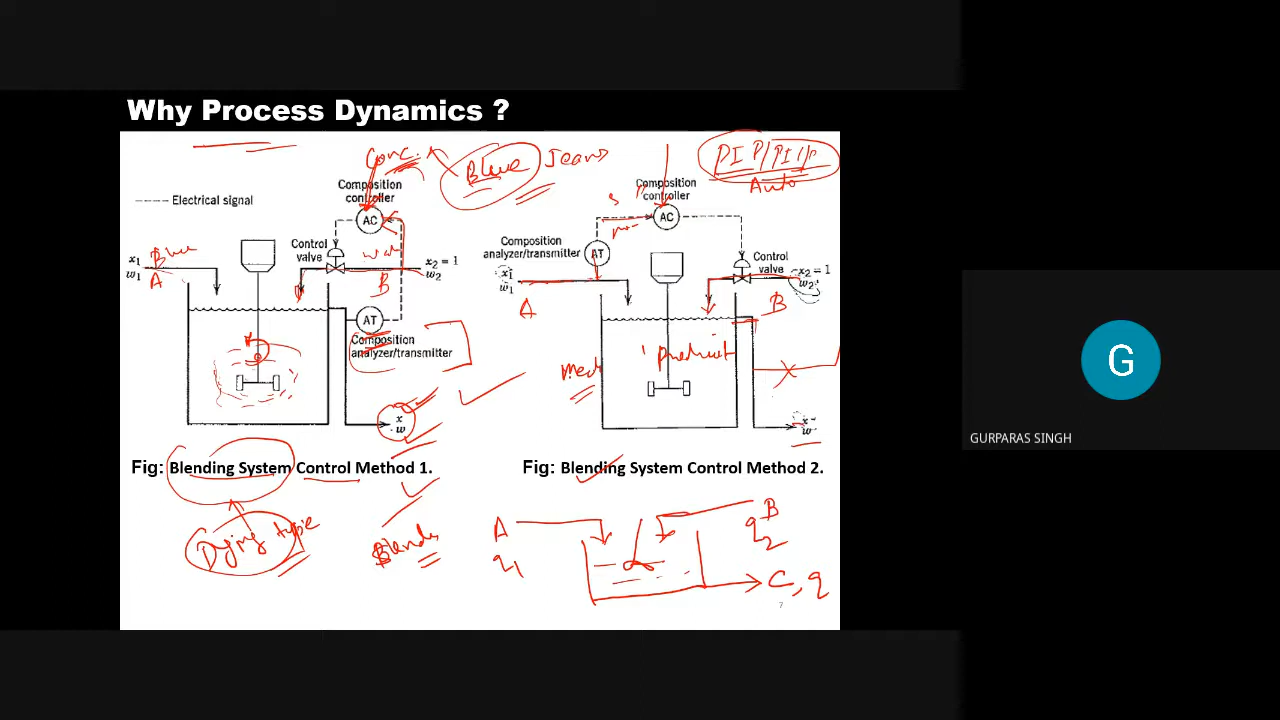 Why Process Dynamics ?
Conc.
Blue Jeans
Composition
controller
Electrical signal
AC
Control
valve
x1 Blue
w1 A
x2 = 1
w2
B
AT
Composition
analyzer/transmitter
x
w
Fig: Blending System Control Method 1.
Dying type
Blends
PI P/PI
Auto
Composition
controller
AC
Composition
analyzer/transmitter
AT
Control
valve
x1
w1
A
x2 = 1
w2
B
Product
x
w
Fig: Blending System Control Method 2.
A
q1
B
q2
C, q
7
G
GURPARAS SINGH